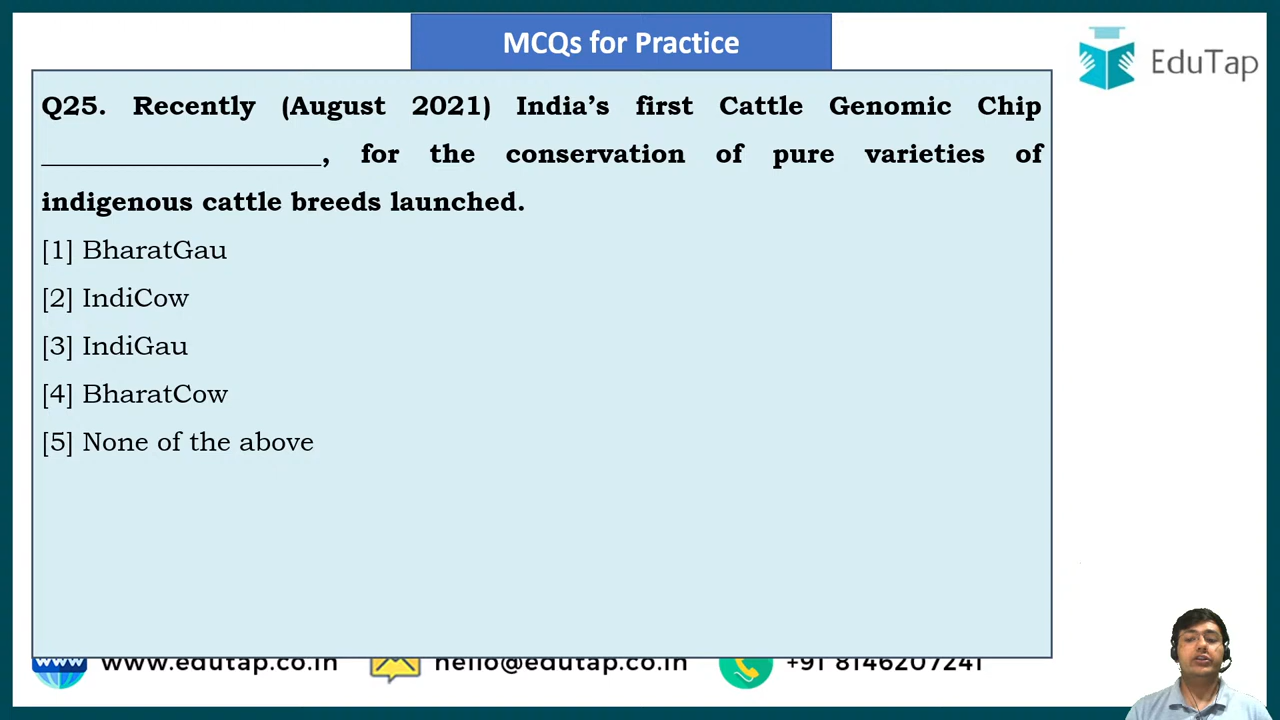 MCQs for Practice
EduTap
Q25. Recently (August 2021) India’s first Cattle Genomic Chip
____________________, for the conservation of pure varieties of
indigenous cattle breeds launched.
[1] BharatGau
[2] IndiCow
[3] IndiGau
[4] BharatCow
[5] None of the above
www www.edutap.co.in hello@edutap.co.in +91 8146207241